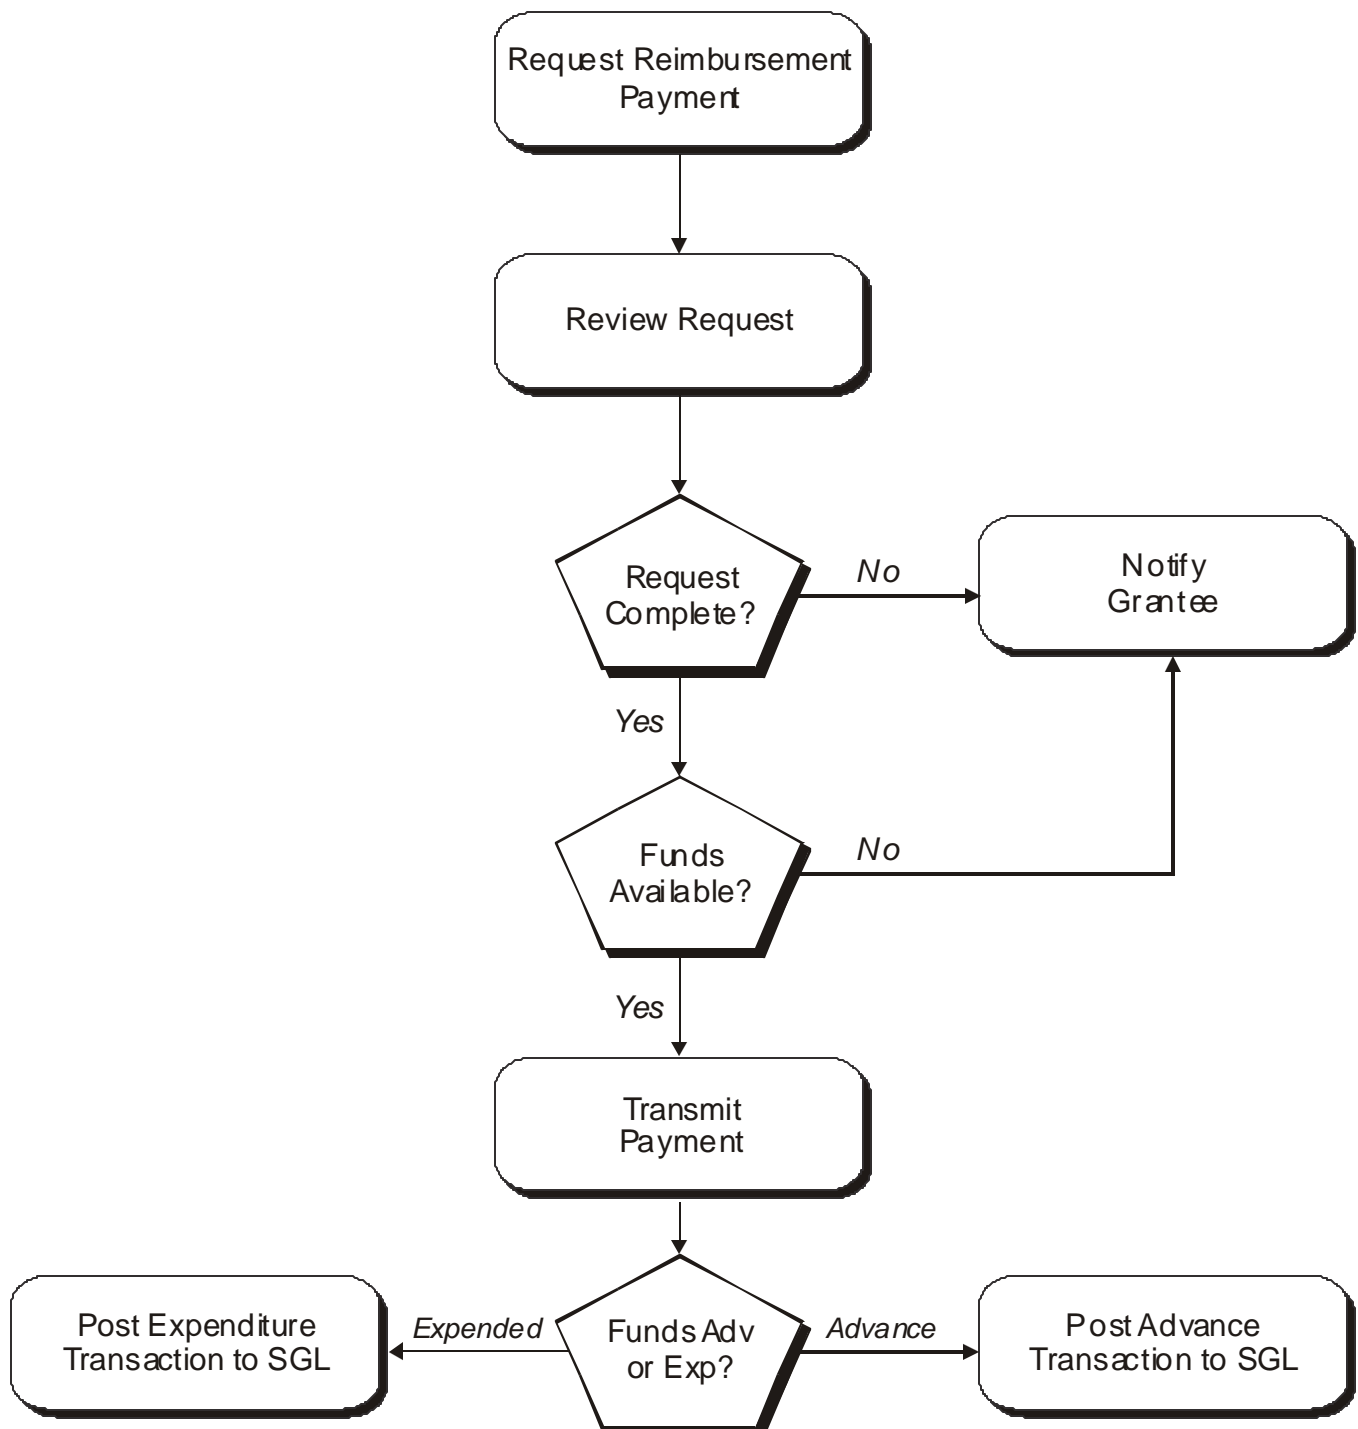 Request Reimbursement
Payment
Review Request
Request
Complete?
No
Notify
Grantee
Yes
Funds
Available?
No
Yes
Transmit
Payment
Post Expenditure
Transaction to SGL
Expended
Funds Adv
or Exp?
Advance
Post Advance
Transaction to SGL